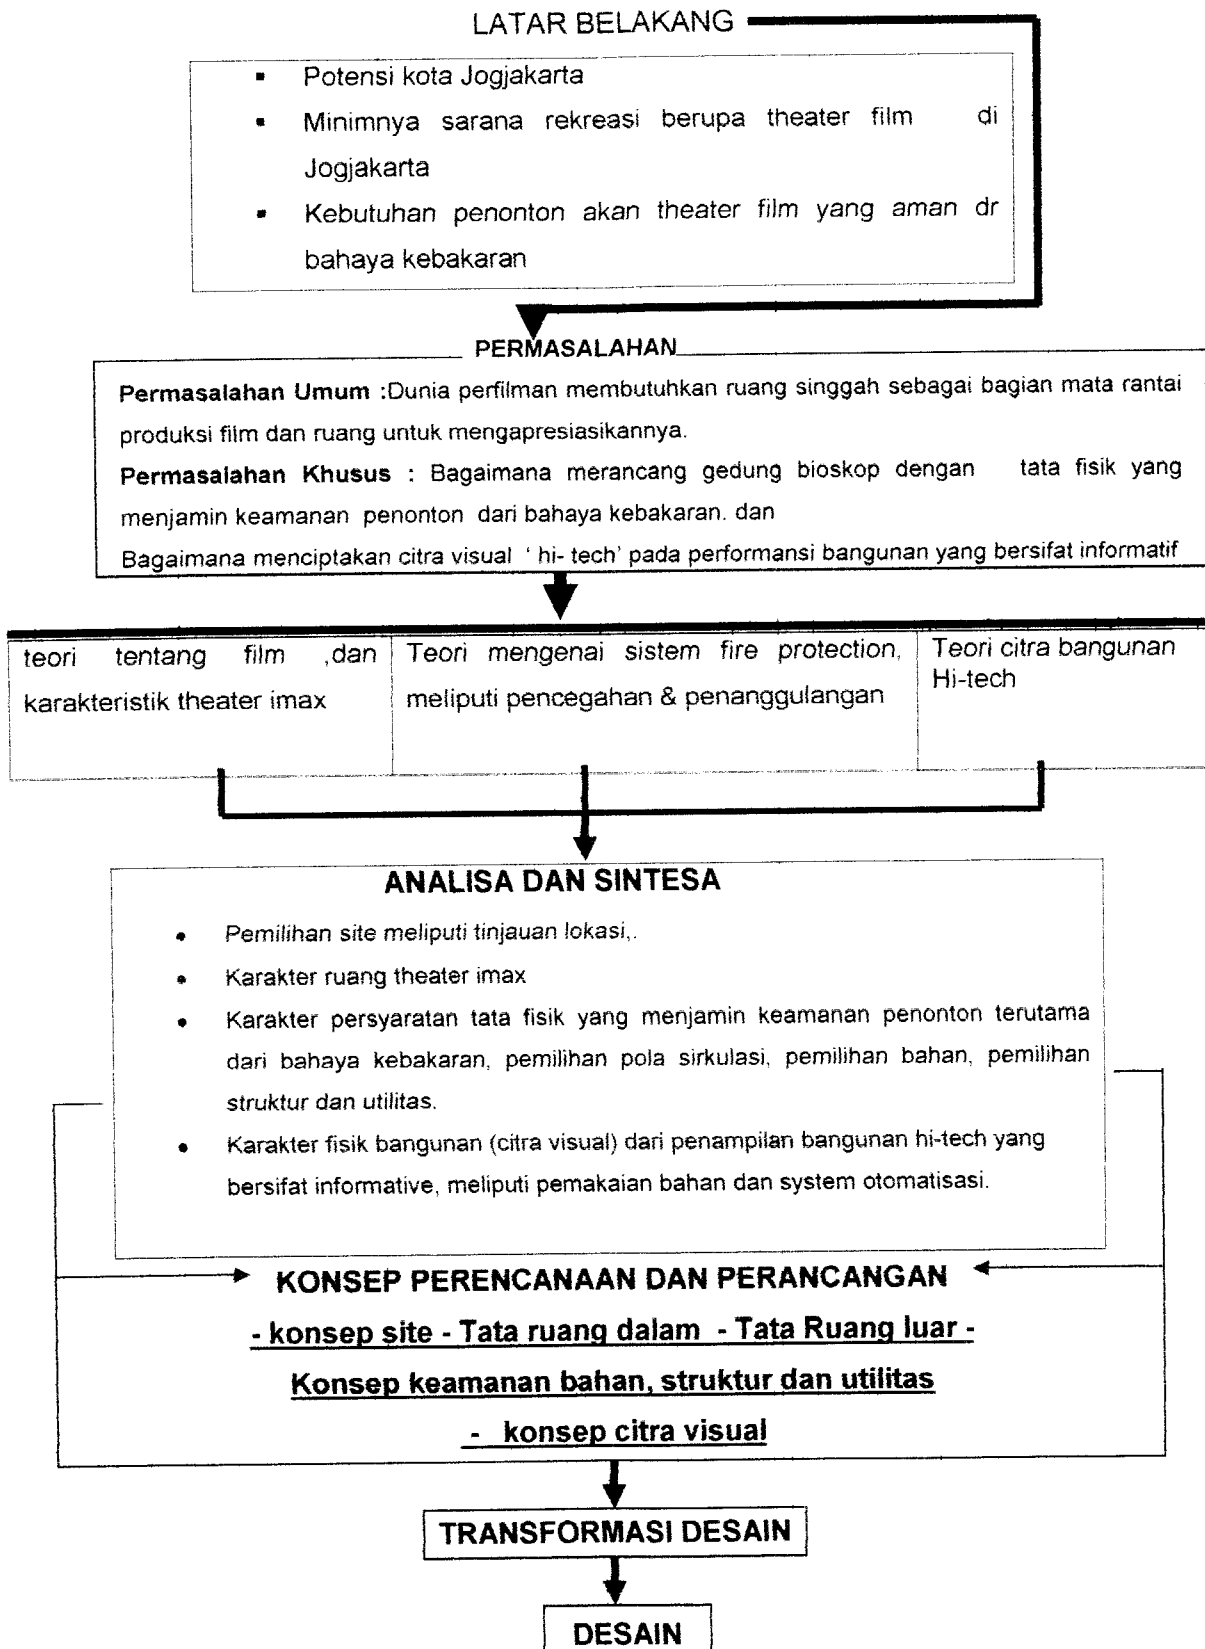 LATAR BELAKANG
▪ Potensi kota Jogjakarta
▪ Minimnya sarana rekreasi berupa theater film di
Jogjakarta
▪ Kebutuhan penonton akan theater film yang aman dr
bahaya kebakaran
PERMASALAHAN
Permasalahan Umum :Dunia perfilman membutuhkan ruang singgah sebagai bagian mata rantai
produksi film dan ruang untuk mengapresiasikannya.
Permasalahan Khusus : Bagaimana merancang gedung bioskop dengan tata fisik yang
menjamin keamanan penonton dari bahaya kebakaran. dan
Bagaimana menciptakan citra visual ' hi- tech' pada performansi bangunan yang bersifat informatif
teori tentang film ,dan
karakteristik theater imax
Teori mengenai sistem fire protection,
meliputi pencegahan & penanggulangan
Teori citra bangunan
Hi-tech
ANALISA DAN SINTESA
• Pemilihan site meliputi tinjauan lokasi,.
• Karakter ruang theater imax
• Karakter persyaratan tata fisik yang menjamin keamanan penonton terutama
dari bahaya kebakaran, pemilihan pola sirkulasi, pemilihan bahan, pemilihan
struktur dan utilitas.
• Karakter fisik bangunan (citra visual) dari penampilan bangunan hi-tech yang
bersifat informative, meliputi pemakaian bahan dan system otomatisasi.
KONSEP PERENCANAAN DAN PERANCANGAN
- konsep site - Tata ruang dalam - Tata Ruang luar -
Konsep keamanan bahan, struktur dan utilitas
- konsep citra visual
TRANSFORMASI DESAIN
DESAIN